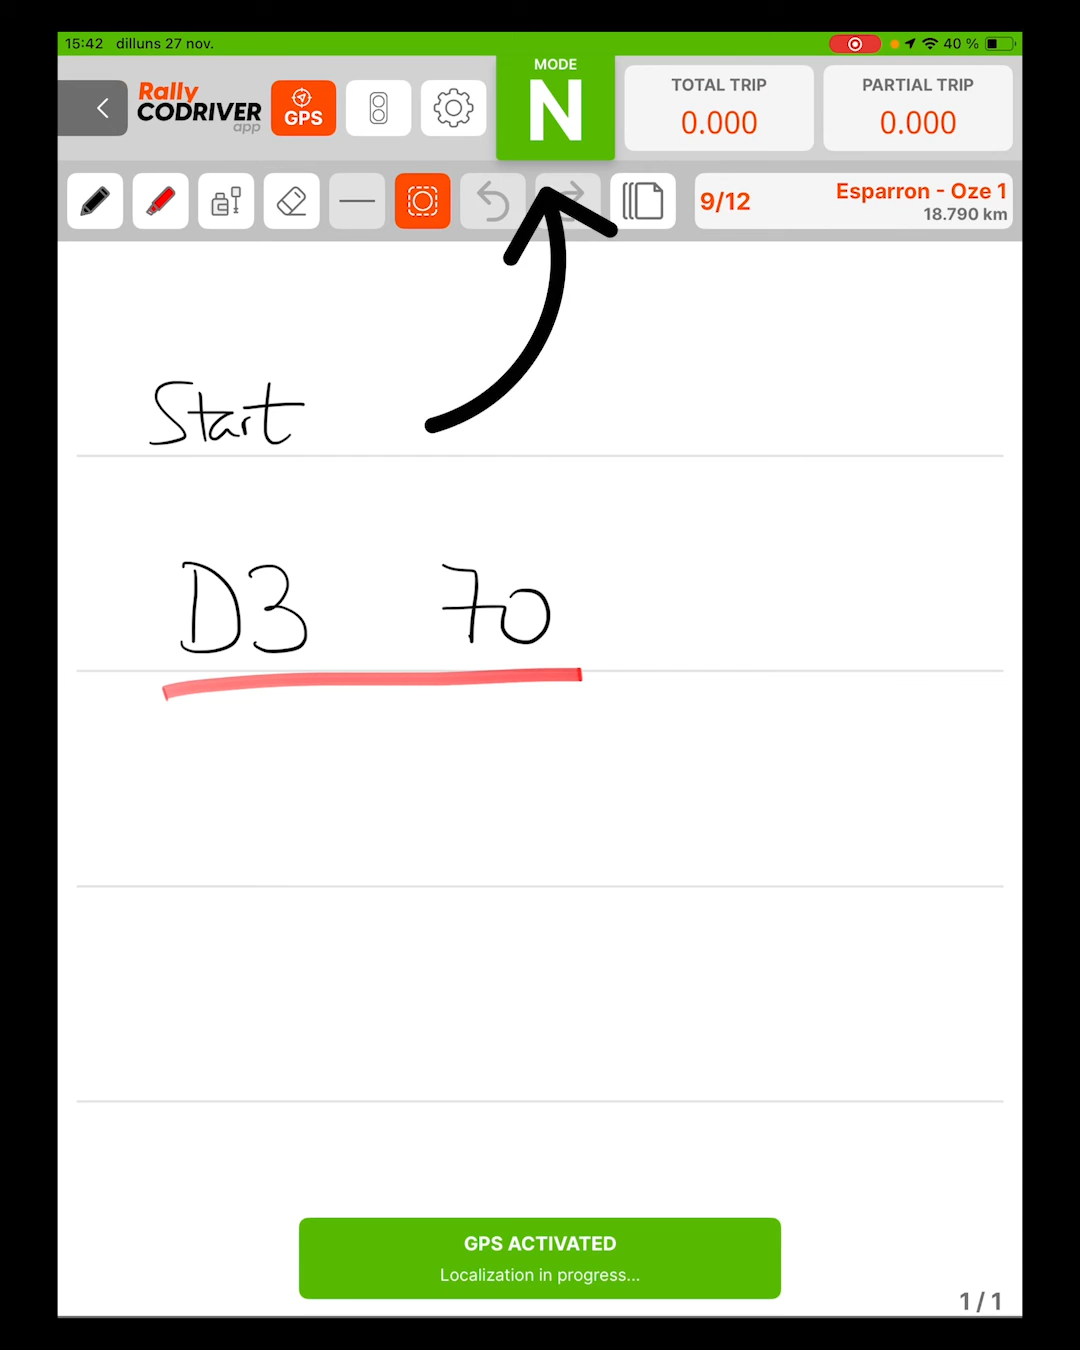 15:42 dilluns 27 nov. 40 %
Rally
CODRIVER
app
GPS
MODE
N
TOTAL TRIP
0.000
PARTIAL TRIP
0.000
9/12
Esparron - Oze 1
18.790 km
Start
D3 70
GPS ACTIVATED
Localization in progress...
1 / 1